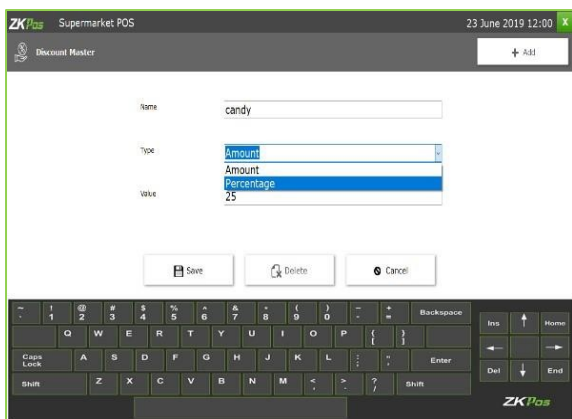 ZKPos Supermarket POS 23 June 2019 12:00 X
Discount Master + Add
Name candy
Type Amount
Amount
Percentage
Value 25
Save Delete Cancel
~ ! @ # $ % ^ & * ( ) - + Backspace
` 1 2 3 4 5 6 7 8 9 0 =
Q W E R T Y U I O P { }
[ ]
Caps Lock A S D F G H J K L : " Enter
; '
Shift Z X C V B N M < > ? Shift
, . /
Ins ↑ Home
← →
Del ↓ End
ZKPos